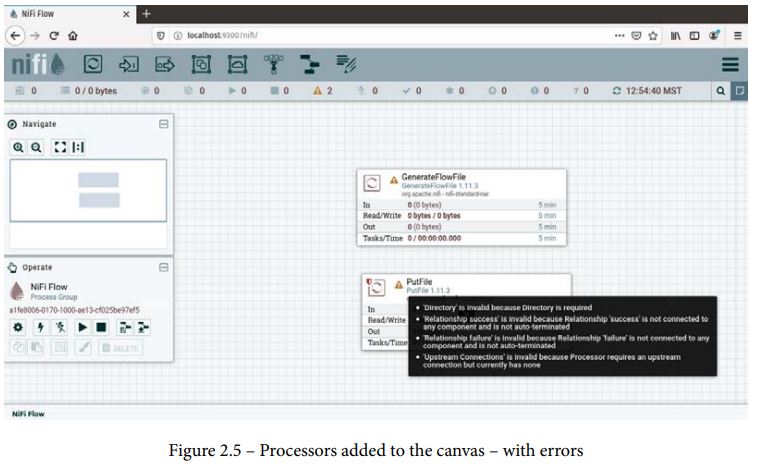 NiFi Flow
localhost:9300/nifi/
nifi
0
0 / 0 bytes
0
0
0
0
2
0
0
0
0
0
0
12:54:40 MST
Navigate
Operate
NiFi Flow
Process Group
a1fe8006-0170-1000-ae13-cf025be97ef5
DELETE
GenerateFlowFile
GenerateFlowFile 1.11.3
org.apache.nifi - nifi-standard-nar
In 0 (0 bytes) 5 min
Read/Write 0 bytes / 0 bytes 5 min
Out 0 (0 bytes) 5 min
Tasks/Time 0 / 00:00:00.000 5 min
PutFile
PutFile 1.11.3
In
Read/Write
Out
Tasks/Time
• 'Directory' is invalid because Directory is required
• 'Relationship success' is invalid because Relationship 'success' is not connected to
any component and is not auto-terminated
• 'Relationship failure' is invalid because Relationship 'failure' is not connected to any
component and is not auto-terminated
• 'Upstream Connections' is invalid because Processor requires an upstream
connection but currently has none
NiFi Flow
Figure 2.5 – Processors added to the canvas – with errors